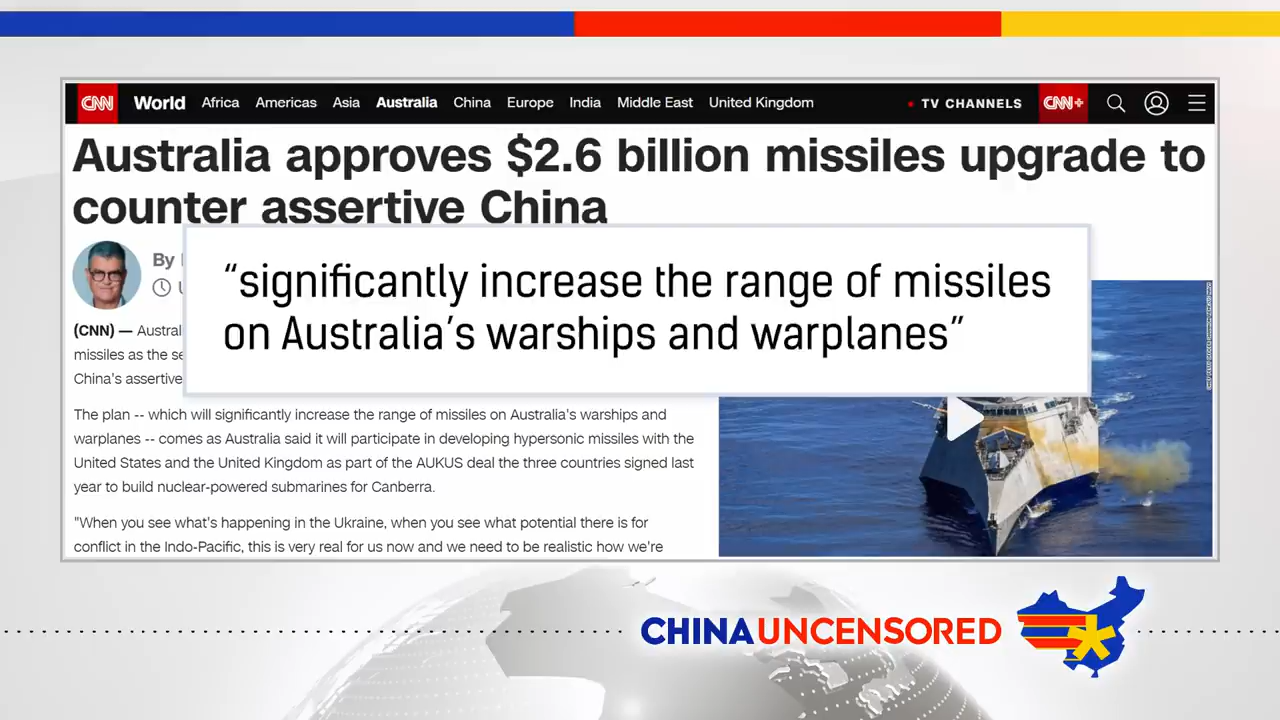 CNN World Africa Americas Asia Australia China Europe India Middle East United Kingdom TV CHANNELS CNN+
Australia approves $2.6 billion missiles upgrade to
counter assertive China
By
“significantly increase the range of missiles
on Australia’s warships and warplanes”
(CNN) — Austral
missiles as the se
China's assertive
The plan -- which will significantly increase the range of missiles on Australia's warships and
warplanes -- comes as Australia said it will participate in developing hypersonic missiles with the
United States and the United Kingdom as part of the AUKUS deal the three countries signed last
year to build nuclear-powered submarines for Canberra.
"When you see what's happening in the Ukraine, when you see what potential there is for
conflict in the Indo-Pacific, this is very real for us now and we need to be realistic how we're
CHINA UNCENSORED